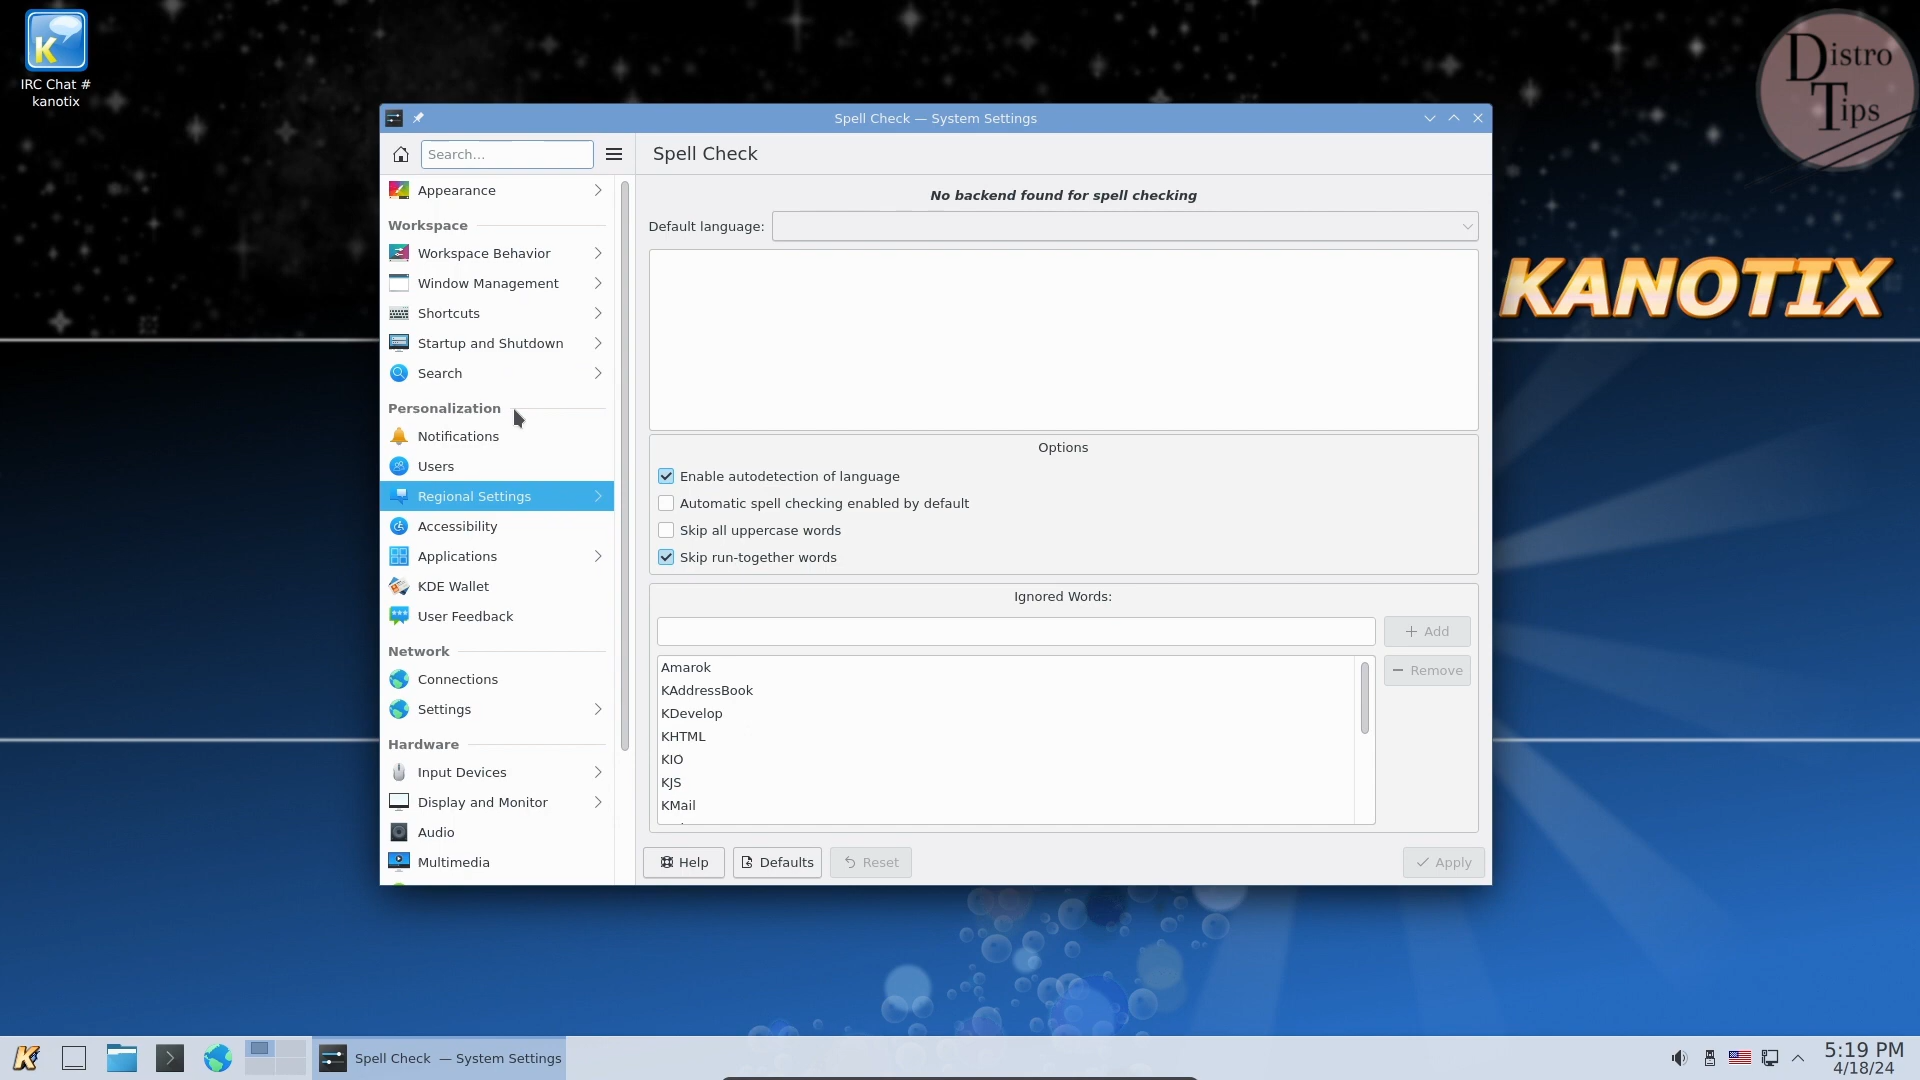 IRC Chat #
kanotix
Distro
Tips
KANOTIX
Spell Check — System Settings
Search...
Spell Check
Appearance
Workspace
Workspace Behavior
Window Management
Shortcuts
Startup and Shutdown
Search
Personalization
Notifications
Users
Regional Settings
Accessibility
Applications
KDE Wallet
User Feedback
Network
Connections
Settings
Hardware
Input Devices
Display and Monitor
Audio
Multimedia
No backend found for spell checking
Default language:
Options
Enable autodetection of language
Automatic spell checking enabled by default
Skip all uppercase words
Skip run-together words
Ignored Words:
Add
Remove
Amarok
KAddressBook
KDevelop
KHTML
KIO
KJS
KMail
Help
Defaults
Reset
Apply
Spell Check — System Settings
5:19 PM
4/18/24